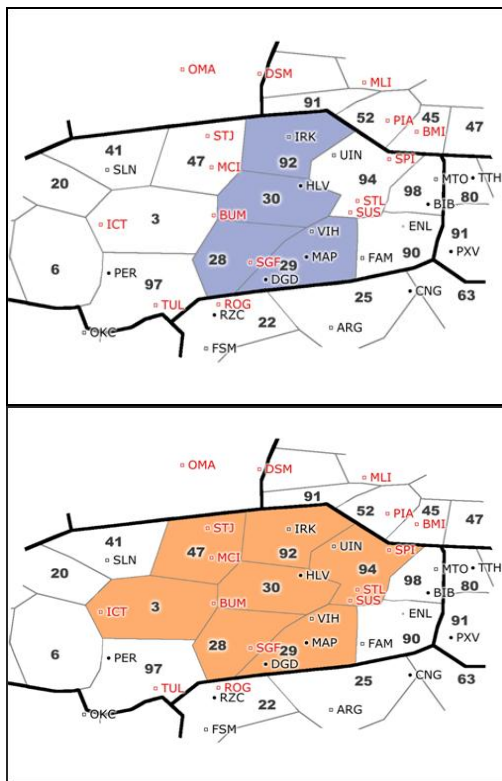 OMA
DSM
MLI
91
52
PIA
45
BMI
47
STJ
IRK
41
SLN
47
MCI
92
UIN
SPI
94
20
HLV
98
MTO
TTH
30
STL
SUS
BIB
80
ICT
3
BUM
VIH
ENL
91
PXV
6
PER
28
SGF
29
MAP
FAM
90
97
DGD
TUL
ROG
RZC
25
CNG
63
OKC
22
ARG
FSM
OMA
DSM
MLI
91
52
PIA
45
BMI
47
STJ
IRK
41
SLN
47
MCI
92
UIN
SPI
94
20
HLV
98
MTO
TTH
30
STL
SUS
BIB
80
ICT
3
BUM
VIH
ENL
91
PXV
6
PER
28
SGF
29
MAP
FAM
90
97
DGD
TUL
ROG
RZC
25
CNG
63
OKC
22
ARG
FSM